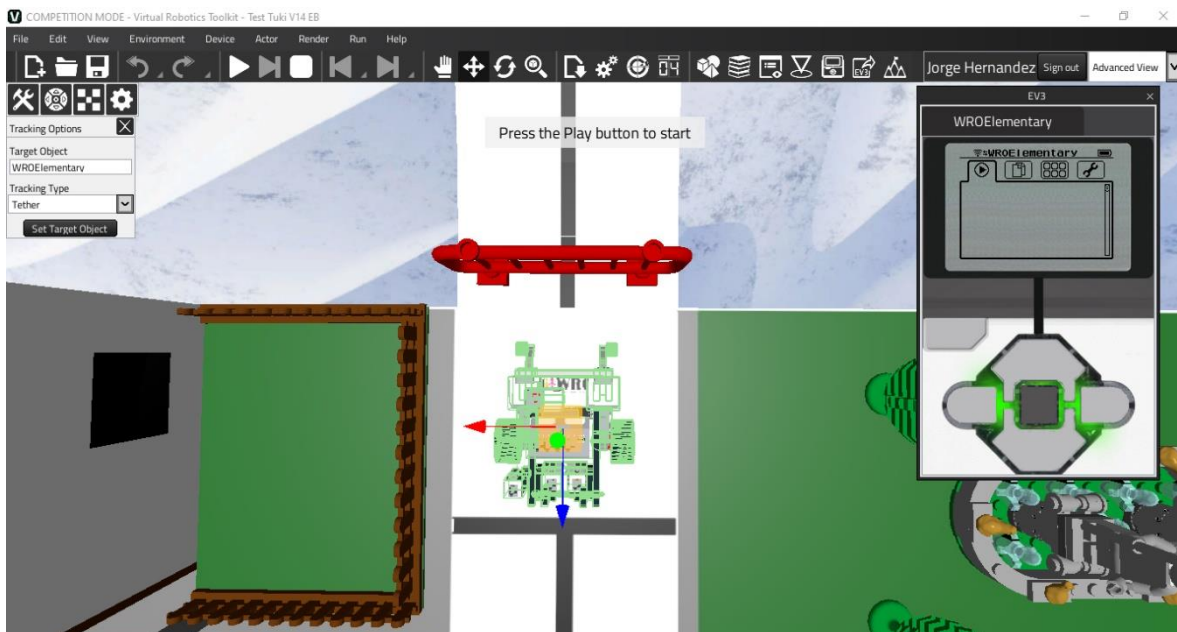 COMPETITION MODE - Virtual Robotics Toolkit - Test Tuki V14 EB
File Edit View Environment Device Actor Render Run Help
04 EV3 Jorge Hernandez Sign out Advanced View
EV3
Tracking Options
Target Object
WROElementary
Tracking Type
Tether
Set Target Object
Press the Play button to start
WROElementary
WROElementary
WRO